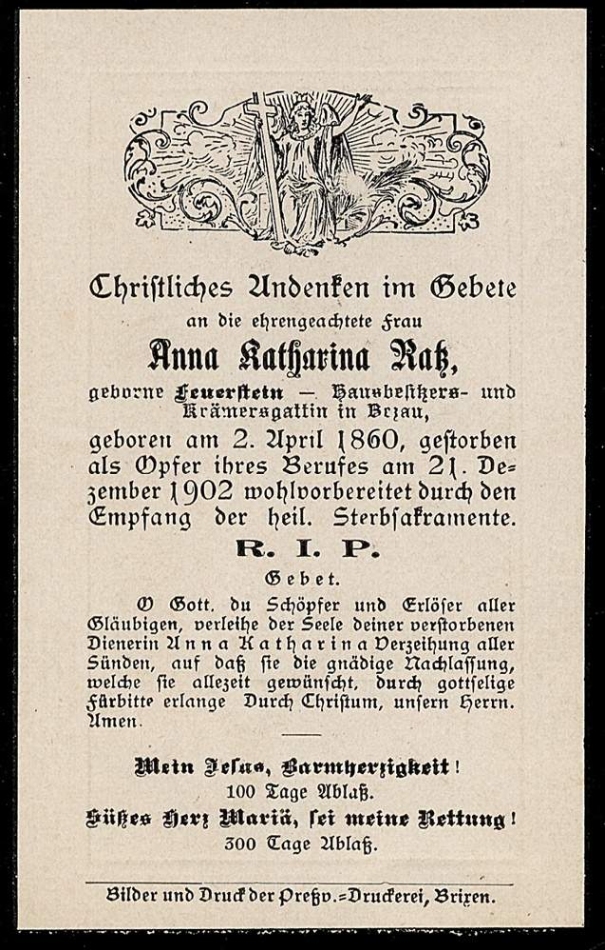 Christliches Andenken im Gebete
an die ehrengeachtete Frau
Anna Katharina Ratz,
geborne Feuerstein — Hausbesitzers- und
Krämersgattin in Bezau,
geboren am 2. April 1860, gestorben
als Opfer ihres Berufes am 21. De=
zember 1902 wohlvorbereitet durch den
Empfang der heil. Sterbsakramente.
R. I. P.
Gebet.
O Gott, du Schöpfer und Erlöser aller
Gläubigen, verleihe der Seele deiner verstorbenen
Dienerin Anna Katharina Verzeihung aller
Sünden, auf daß sie die gnädige Nachlassung,
welche sie allezeit gewünscht, durch gottselige
Fürbitte erlange Durch Christum, unsern Herrn.
Amen.
Mein Jesus, Barmherzigkeit!
100 Tage Ablaß.
Süßes Herz Mariä, sei meine Rettung!
300 Tage Ablaß.
Bilder und Druck der Preßv.=Druckerei, Brixen.